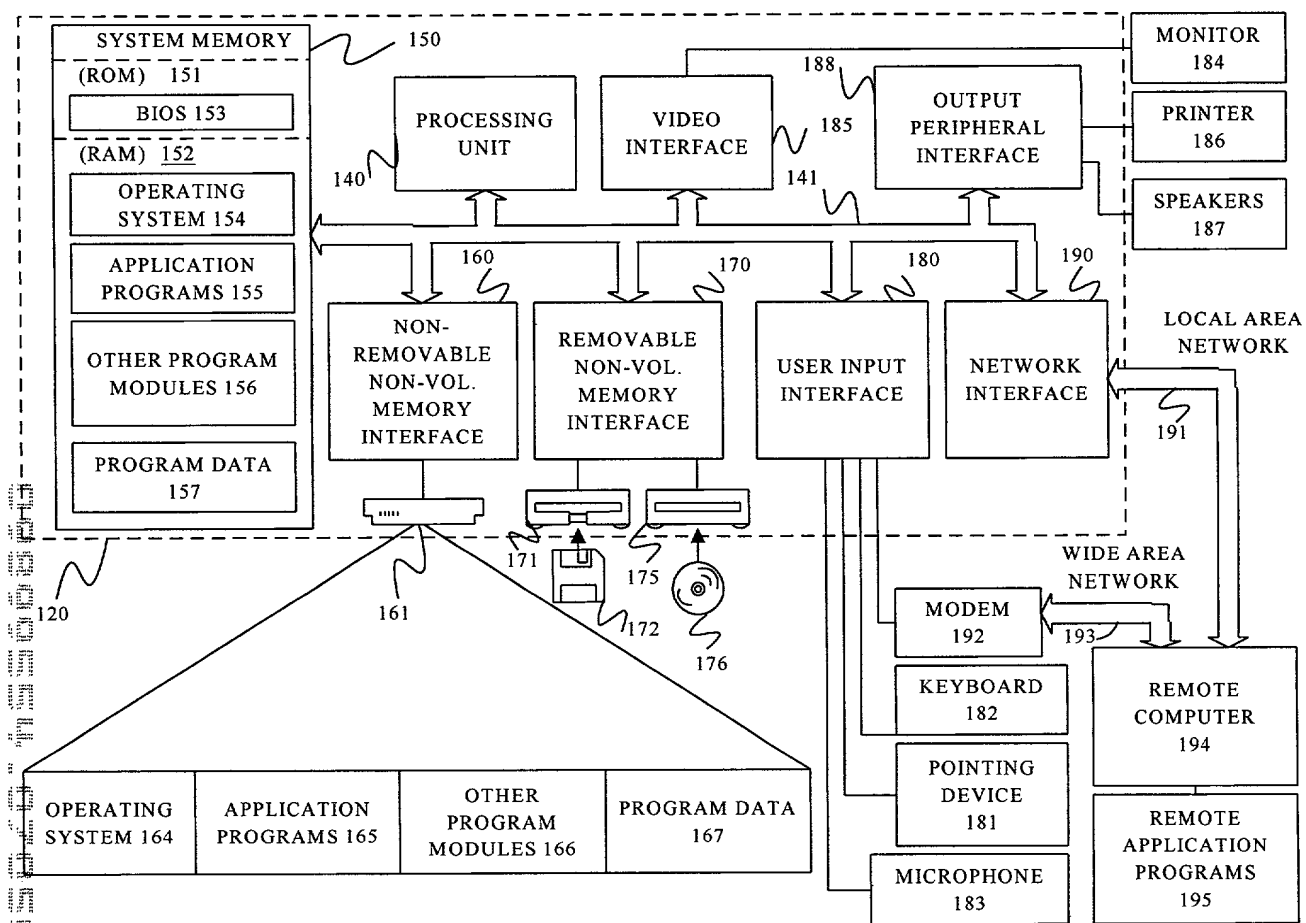 SYSTEM MEMORY
150
(ROM) 151
BIOS 153
(RAM) 152
OPERATING
SYSTEM 154
APPLICATION
PROGRAMS 155
OTHER PROGRAM
MODULES 156
PROGRAM DATA
157
PROCESSING
UNIT
140
VIDEO
INTERFACE
185
188
OUTPUT
PERIPHERAL
INTERFACE
141
MONITOR
184
PRINTER
186
SPEAKERS
187
160
NON-
REMOVABLE
NON-VOL.
MEMORY
INTERFACE
170
REMOVABLE
NON-VOL.
MEMORY
INTERFACE
180
USER INPUT
INTERFACE
190
NETWORK
INTERFACE
LOCAL AREA
NETWORK
191
120
161
171
172
175
176
WIDE AREA
NETWORK
MODEM
192
193
KEYBOARD
182
POINTING
DEVICE
181
MICROPHONE
183
REMOTE
COMPUTER
194
REMOTE
APPLICATION
PROGRAMS
195
OPERATING
SYSTEM 164
APPLICATION
PROGRAMS 165
OTHER
PROGRAM
MODULES 166
PROGRAM DATA
167